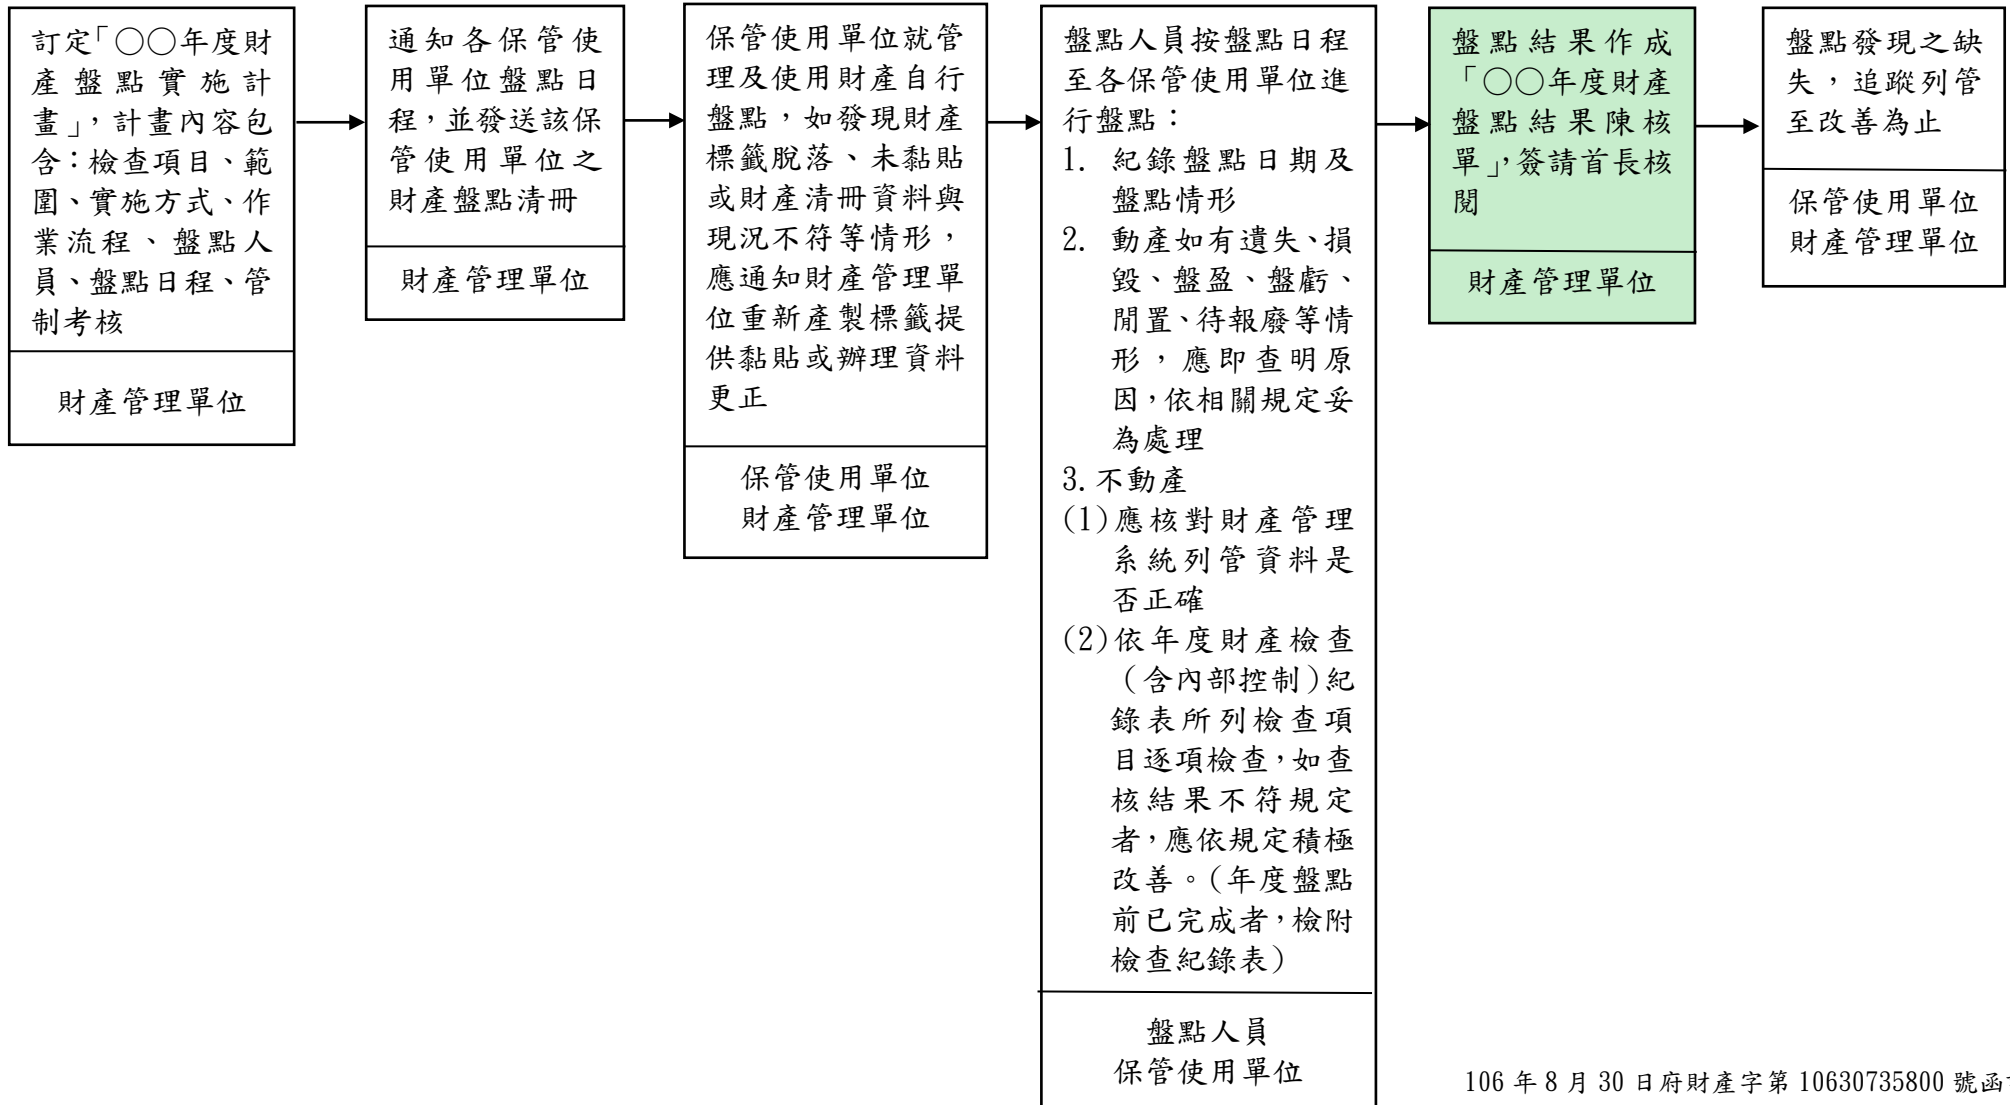 訂定「○○年度財
產盤點實施計
畫」，計畫內容包
含：檢查項目、範
圍、實施方式、作
業流程、盤點人
員、盤點日程、管
制考核
財產管理單位
通知各保管使
用單位盤點日
程，並發送該保
管使用單位之
財產盤點清冊
財產管理單位
保管使用單位就管
理及使用財產自行
盤點，如發現財產
標籤脫落、未黏貼
或財產清冊資料與
現況不符等情形，
應通知財產管理單
位重新產製標籤提
供黏貼或辦理資料
更正
保管使用單位
財產管理單位
盤點人員按盤點日程
至各保管使用單位進
行盤點：
1. 紀錄盤點日期及
盤點情形
2. 動產如有遺失、損
毀、盤盈、盤虧、
閒置、待報廢等情
形，應即查明原
因，依相關規定妥
為處理
3.不動產
(1)應核對財產管理
系統列管資料是
否正確
(2)依年度財產檢查
（含內部控制）紀
錄表所列檢查項
目逐項檢查，如查
核結果不符規定
者，應依規定積極
改善。（年度盤點
前已完成者，檢附
檢查紀錄表）
盤點人員
保管使用單位
盤點結果作成
「○○年度財產
盤點結果陳核
單」，簽請首長核
閱
財產管理單位
盤點發現之缺
失，追蹤列管
至改善為止
保管使用單位
財產管理單位
106 年 8 月 30 日府財產字第 10630735800 號函